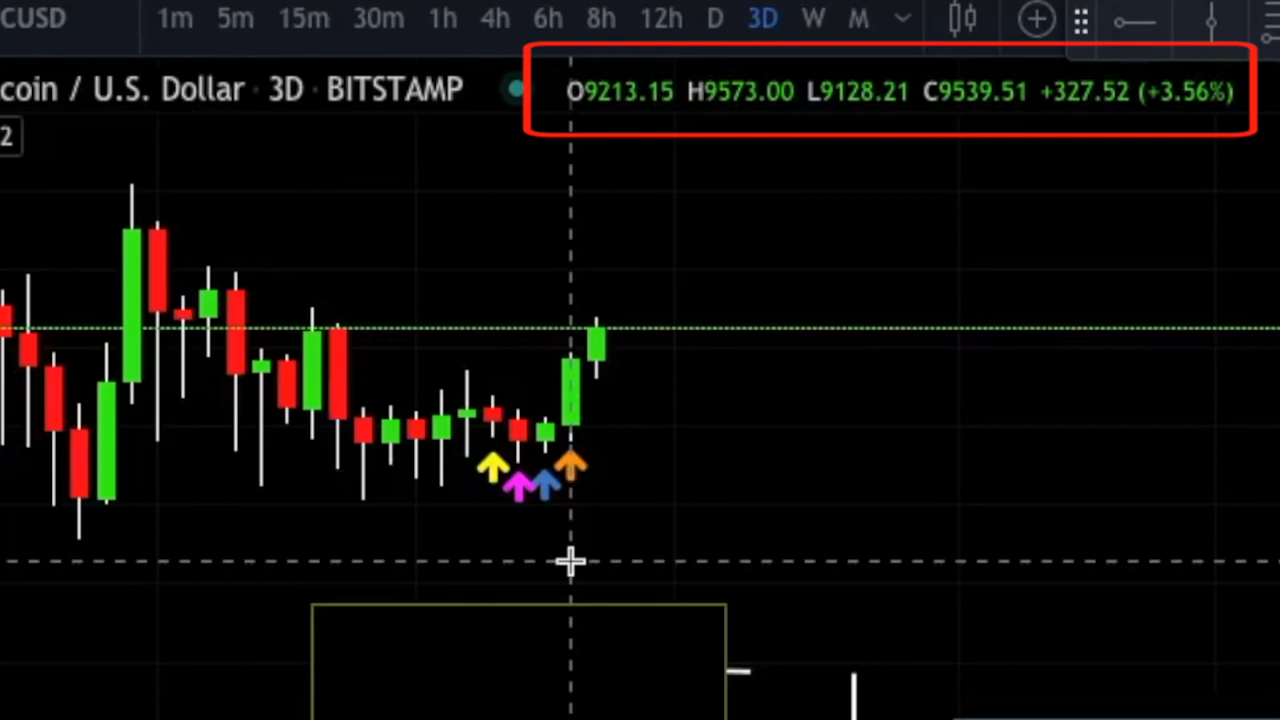 CUSD 1m 5m 15m 30m 1h 4h 6h 8h 12h D 3D W M
coin / U.S. Dollar · 3D · BITSTAMP O9213.15 H9573.00 L9128.21 C9539.51 +327.52 (+3.56%)
2